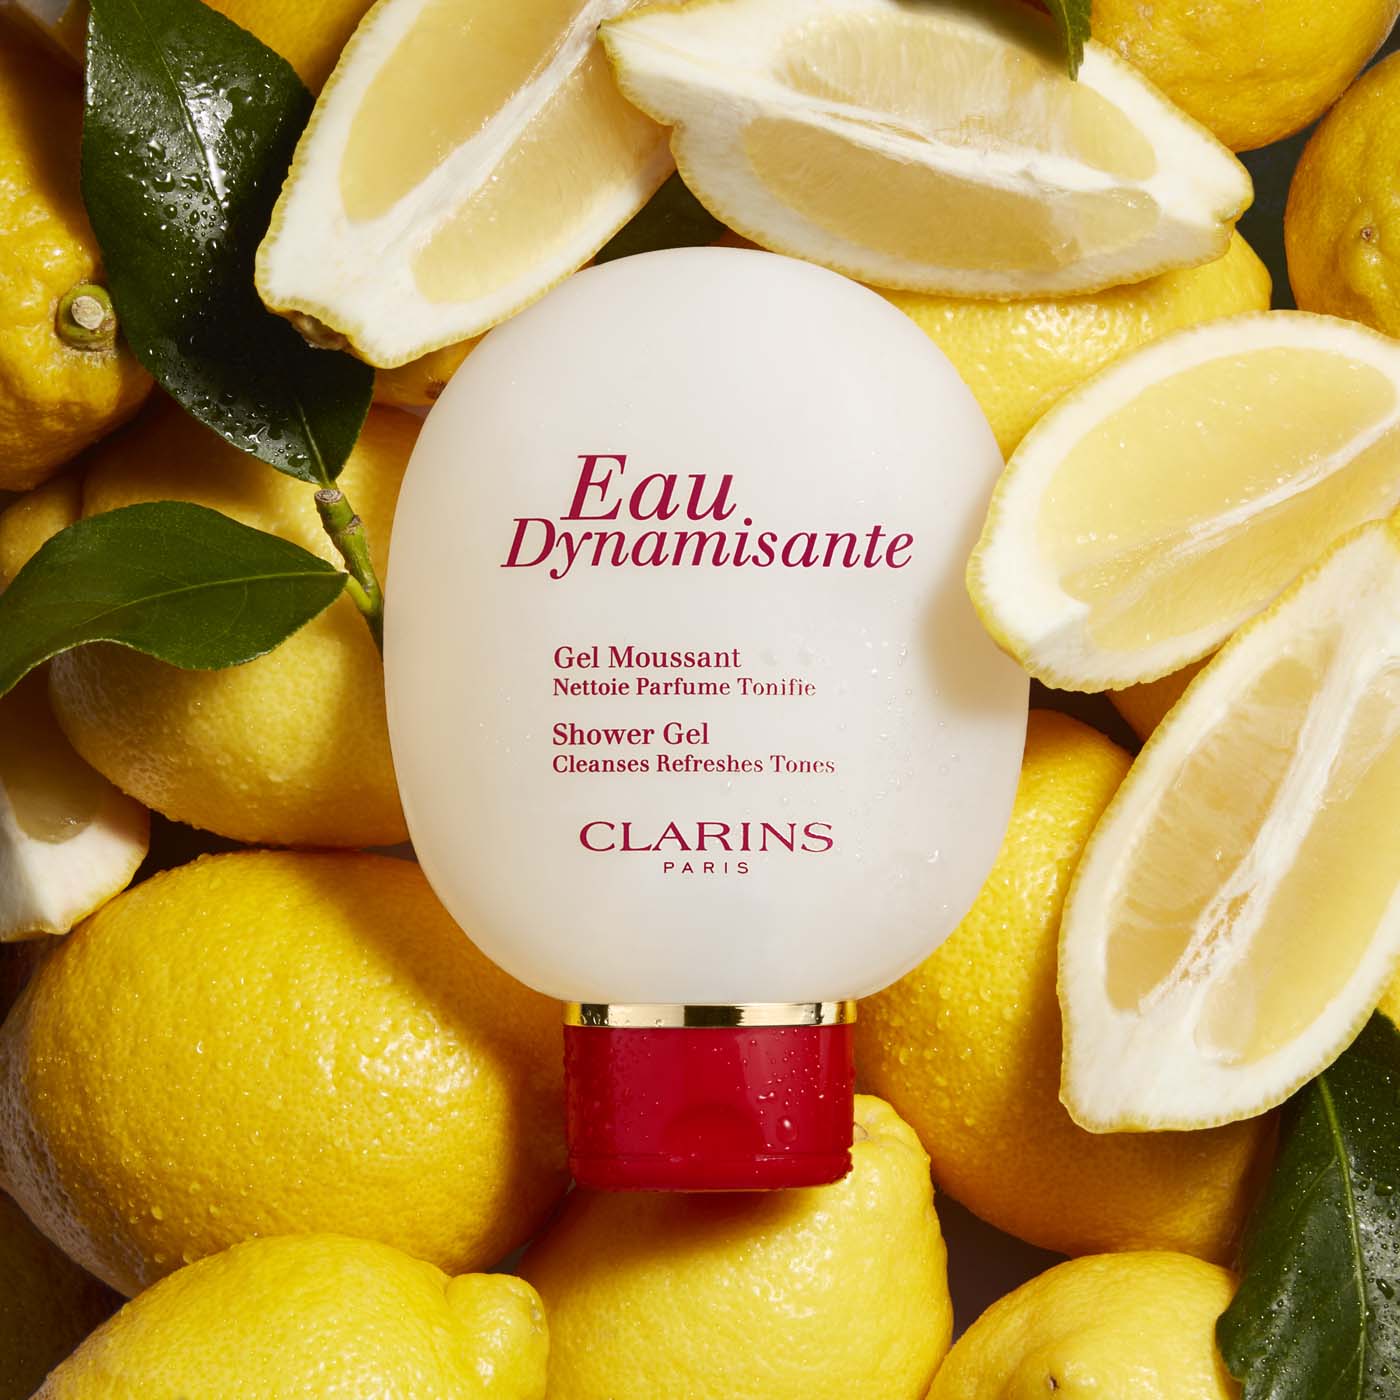 Eau
Dynamisante
Gel Moussant
Nettoie Parfume Tonifie
Shower Gel
Cleanses Refreshes Tones
CLARINS
PARIS